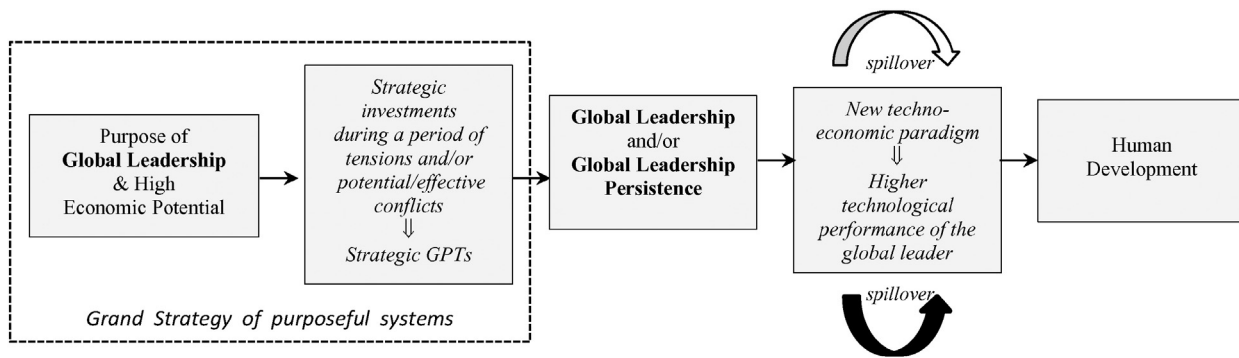 Purpose of
Global Leadership
& High
Economic Potential
Strategic
investments
during a period of
tensions and/or
potential/effective
conflicts
⇓
Strategic GPTs
Grand Strategy of purposeful systems
Global Leadership
and/or
Global Leadership
Persistence
spillover
New techno-
economic paradigm
⇓
Higher
technological
performance of the
global leader
spillover
Human
Development